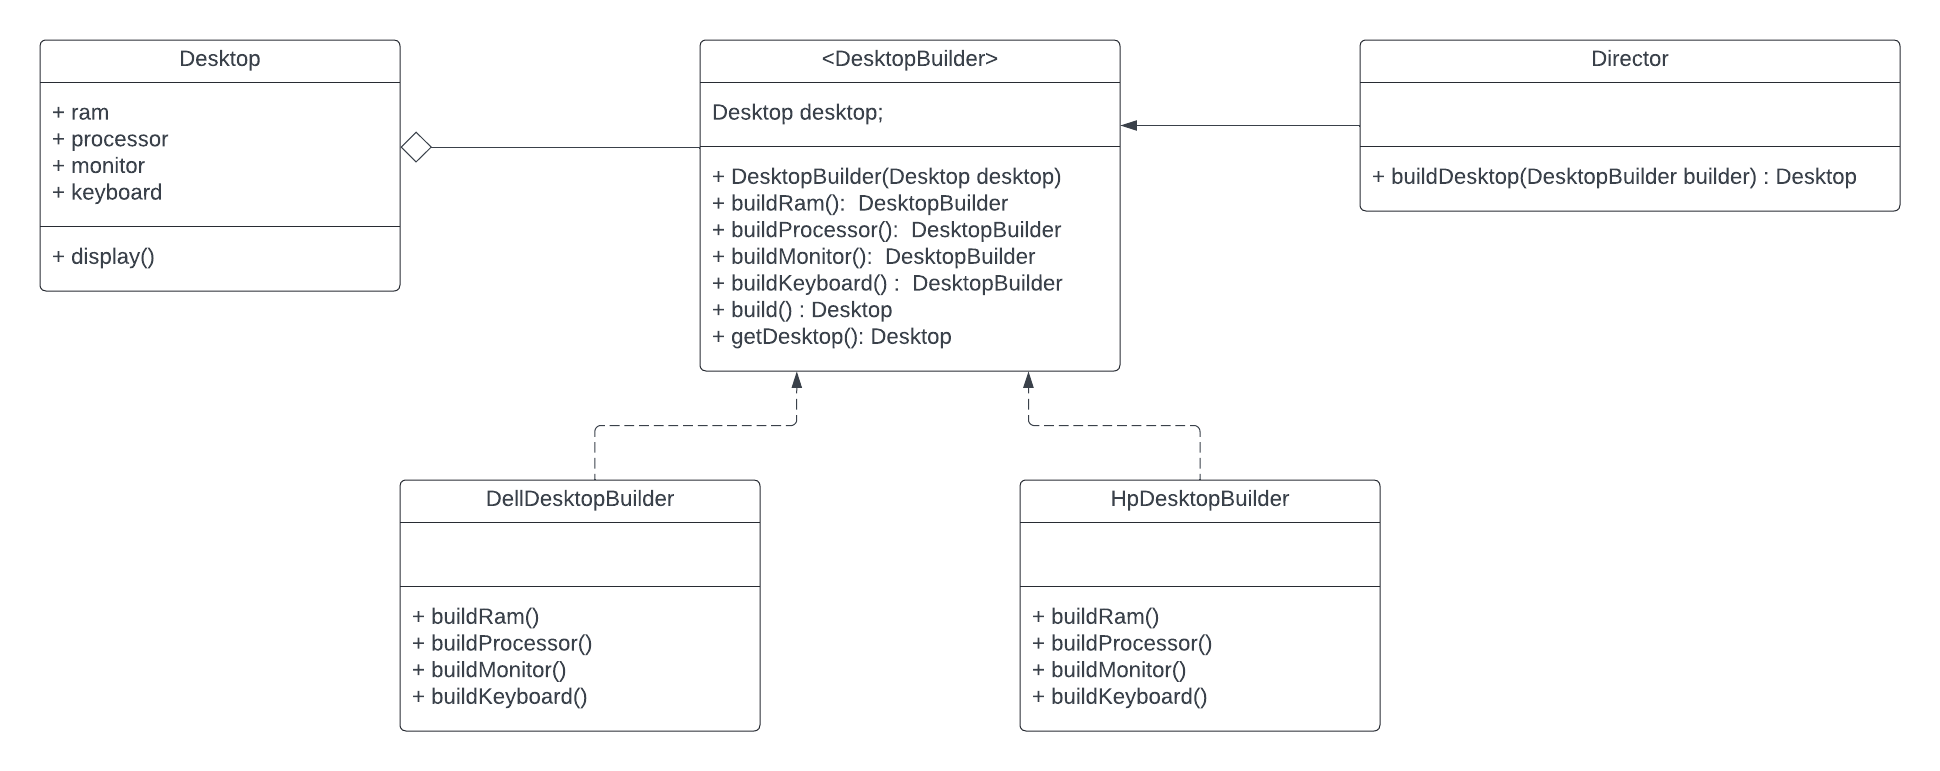 Desktop
+ ram
+ processor
+ monitor
+ keyboard
+ display()
<DesktopBuilder>
Desktop desktop;
+ DesktopBuilder(Desktop desktop)
+ buildRam():  DesktopBuilder
+ buildProcessor():  DesktopBuilder
+ buildMonitor():  DesktopBuilder
+ buildKeyboard() :  DesktopBuilder
+ build() : Desktop
+ getDesktop(): Desktop
Director
+ buildDesktop(DesktopBuilder builder) : Desktop
DellDesktopBuilder
+ buildRam()
+ buildProcessor()
+ buildMonitor()
+ buildKeyboard()
HpDesktopBuilder
+ buildRam()
+ buildProcessor()
+ buildMonitor()
+ buildKeyboard()